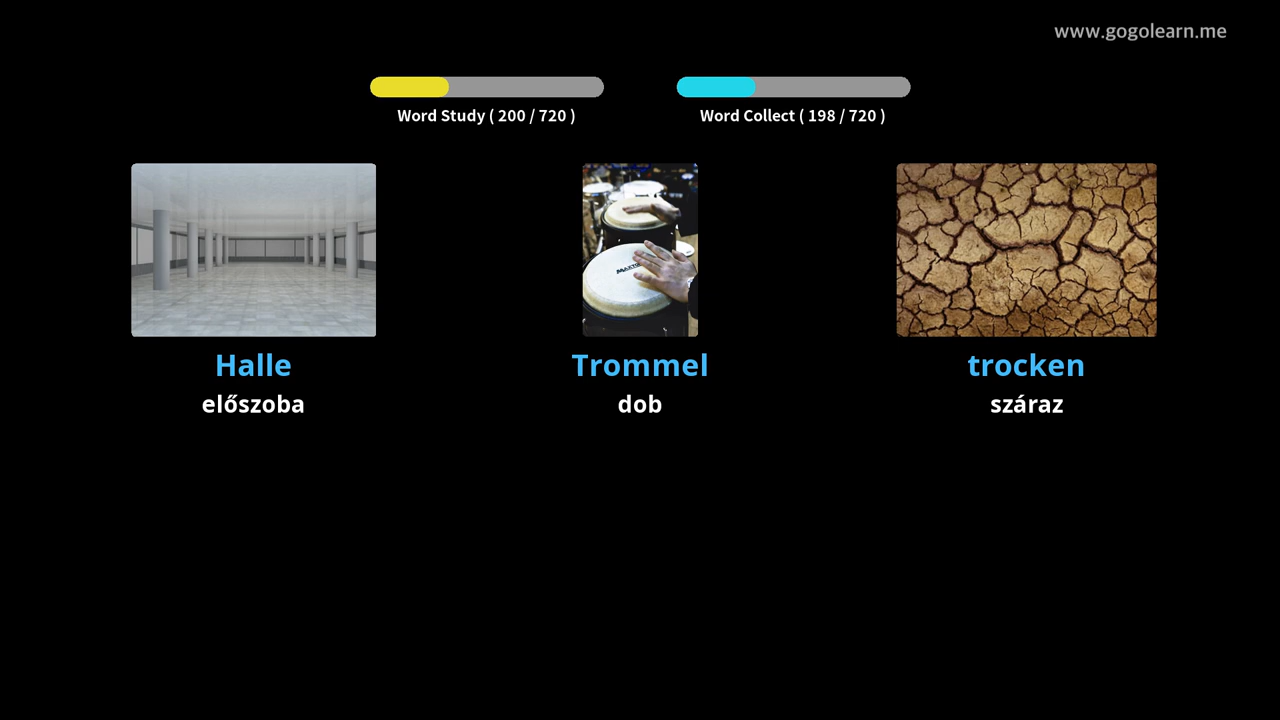 www.gogolearn.me
Word Study ( 200 / 720 )
Word Collect ( 198 / 720 )
Halle
Trommel
trocken
előszoba
dob
száraz